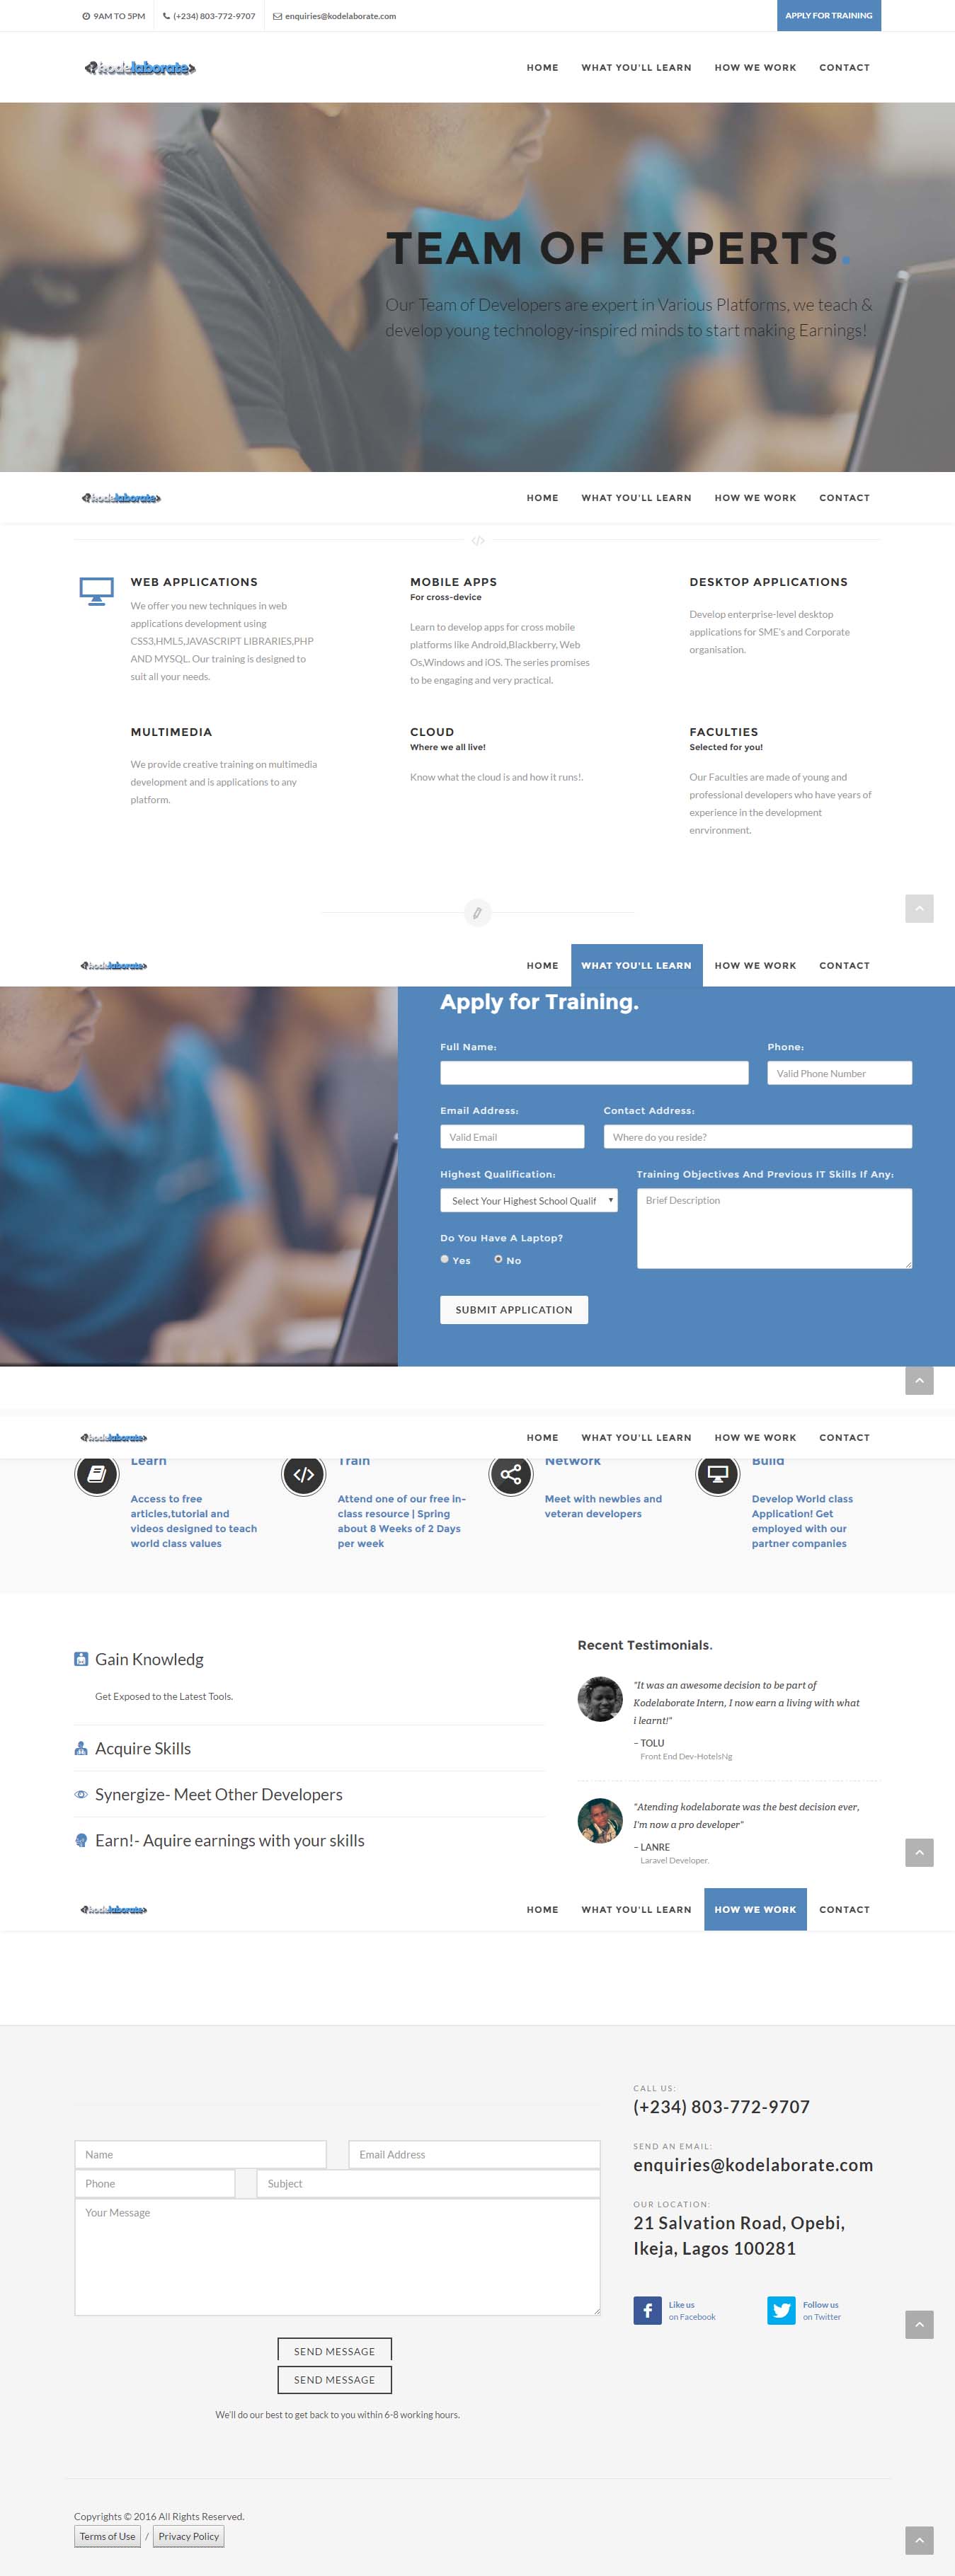 9AM TO 5PM (+234) 803-772-9707 enquiries@kodelaborate.com APPLY FOR TRAINING
kodelaborate HOME WHAT YOU'LL LEARN HOW WE WORK CONTACT
TEAM OF EXPERTS.
Our Team of Developers are expert in Various Platforms, we teach &
develop young technology-inspired minds to start making Earnings!
kodelaborate HOME WHAT YOU'LL LEARN HOW WE WORK CONTACT
WEB APPLICATIONS
We offer you new techniques in web
applications development using
CSS3,HML5,JAVASCRIPT LIBRARIES,PHP
AND MYSQL. Our training is designed to
suit all your needs.
MOBILE APPS
For cross-device
Learn to develop apps for cross mobile
platforms like Android,Blackberry, Web
Os,Windows and iOS. The series promises
to be engaging and very practical.
DESKTOP APPLICATIONS
Develop enterprise-level desktop
applications for SME's and Corporate
organisation.
MULTIMEDIA
We provide creative training on multimedia
development and is applications to any
platform.
CLOUD
Where we all live!
Know what the cloud is and how it runs!.
FACULTIES
Selected for you!
Our Faculties are made of young and
professional developers who have years of
experience in the development
enrvironment.
kodelaborate HOME WHAT YOU'LL LEARN HOW WE WORK CONTACT
Apply for Training.
Full Name: Phone:
Valid Phone Number
Email Address: Contact Address:
Valid Email Where do you reside?
Highest Qualification: Training Objectives And Previous IT Skills If Any:
Select Your Highest School Qualif Brief Description
Do You Have A Laptop?
Yes No
SUBMIT APPLICATION
kodelaborate HOME WHAT YOU'LL LEARN HOW WE WORK CONTACT
Learn
Access to free
articles,tutorial and
videos designed to teach
world class values
Train
Attend one of our free in-
class resource | Spring
about 8 Weeks of 2 Days
per week
Network
Meet with newbies and
veteran developers
Build
Develop World class
Application! Get
employed with our
partner companies
Gain Knowledg
Get Exposed to the Latest Tools.
Acquire Skills
Synergize- Meet Other Developers
Earn!- Aquire earnings with your skills
Recent Testimonials.
"It was an awesome decision to be part of
Kodelaborate Intern, I now earn a living with what
i learnt!"
– TOLU
Front End Dev-HotelsNg
"Atending kodelaborate was the best decision ever,
I'm now a pro developer"
– LANRE
Laravel Developer.
kodelaborate HOME WHAT YOU'LL LEARN HOW WE WORK CONTACT
Name Email Address
Phone Subject
Your Message
SEND MESSAGE
SEND MESSAGE
We'll do our best to get back to you within 6-8 working hours.
CALL US:
(+234) 803-772-9707
SEND AN EMAIL:
enquiries@kodelaborate.com
OUR LOCATION:
21 Salvation Road, Opebi,
Ikeja, Lagos 100281
Like us
on Facebook
Follow us
on Twitter
Copyrights © 2016 All Rights Reserved.
Terms of Use / Privacy Policy